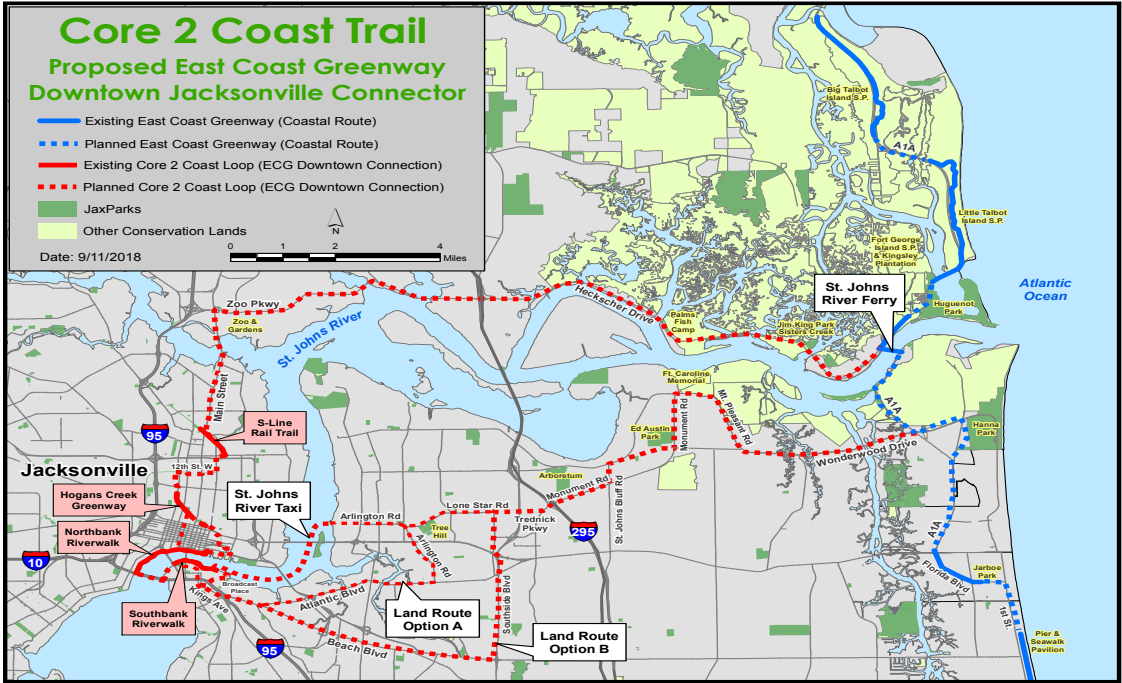 Core 2 Coast Trail
Proposed East Coast Greenway
Downtown Jacksonville Connector
Existing East Coast Greenway (Coastal Route)
Planned East Coast Greenway (Coastal Route)
Existing Core 2 Coast Loop (ECG Downtown Connection)
Planned Core 2 Coast Loop (ECG Downtown Connection)
JaxParks
Other Conservation Lands
N
Date: 9/11/2018
0 1 2 4
Miles
Big Talbot
Island S.P.
A1A
Little Talbot
Island S.P.
Fort George
Island S.P.
& Kingsley
Plantation
St. Johns
River Ferry
Atlantic
Ocean
Huguenot
Park
Zoo Pkwy
Zoo &
Gardens
St. Johns River
Heckscher Drive
Palms
Fish
Camp
Jim King Park
Sisters Creek
Main Street
Ft. Caroline
Memorial
Monument Rd
Mt. Pleasant Rd
A1A
Hanna
Park
S-Line
Rail Trail
95
Ed Austin
Park
Wonderwood Drive
Jacksonville
12th St. W
Hogans Creek
Greenway
St. Johns
River Taxi
Arboretum
Monument Rd
St. Johns Bluff Rd
Northbank
Riverwalk
Arlington Rd
Lone Star Rd
Trednick
Pkwy
Tree
Hill
Arlington Rd
295
A1A
10
Florida Blvd
Jarboe
Park
Broadcast
Place
Kings Ave
Atlantic Blvd
Southside Blvd
1st St.
Southbank
Riverwalk
Land Route
Option A
Land Route
Option B
Beach Blvd
95
Pier &
Seawalk
Pavilion